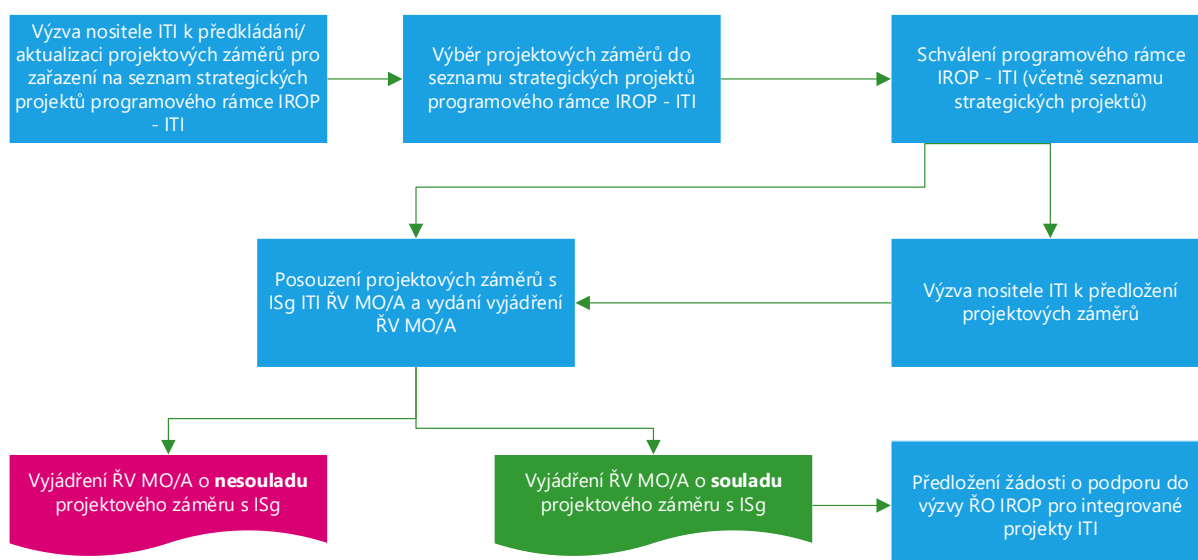 Výzva nositele ITI k předkládání/
aktualizaci projektových záměrů pro
zařazení na seznam strategických
projektů programového rámce IROP
- ITI
Výběr projektových záměrů do
seznamu strategických projektů
programového rámce IROP - ITI
Schválení programového rámce
IROP - ITI (včetně seznamu
strategických projektů)
Posouzení projektových záměrů s
ISg ITI ŘV MO/A a vydání vyjádření
ŘV MO/A
Výzva nositele ITI k předložení
projektových záměrů
Vyjádření ŘV MO/A o nesouladu
projektového záměru s ISg
Vyjádření ŘV MO/A o souladu
projektového záměru s ISg
Předložení žádosti o podporu do
výzvy ŘO IROP pro integrované
projekty ITI